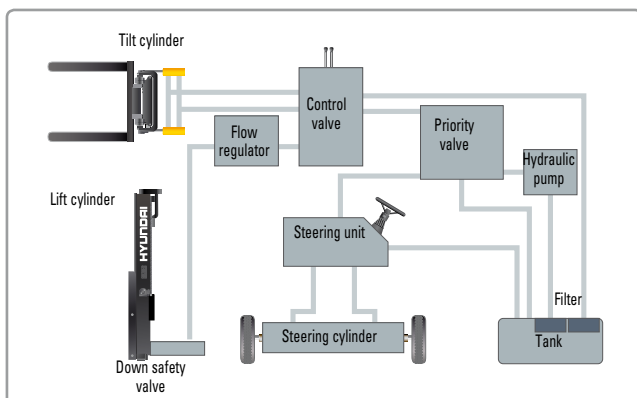 Tilt cylinder
Control
valve
Flow
regulator
Priority
valve
Hydraulic
pump
Lift cylinder
HYUNDAI
Steering unit
Filter
Steering cylinder
Tank
Down safety
valve